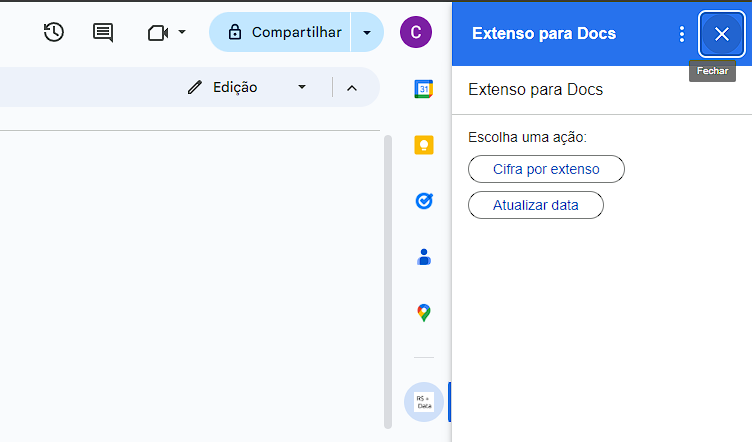 Compartilhar
C
Extenso para Docs
Fechar
Edição
31
Extenso para Docs
Escolha uma ação:
Cifra por extenso
Atualizar data
R$ +
Data